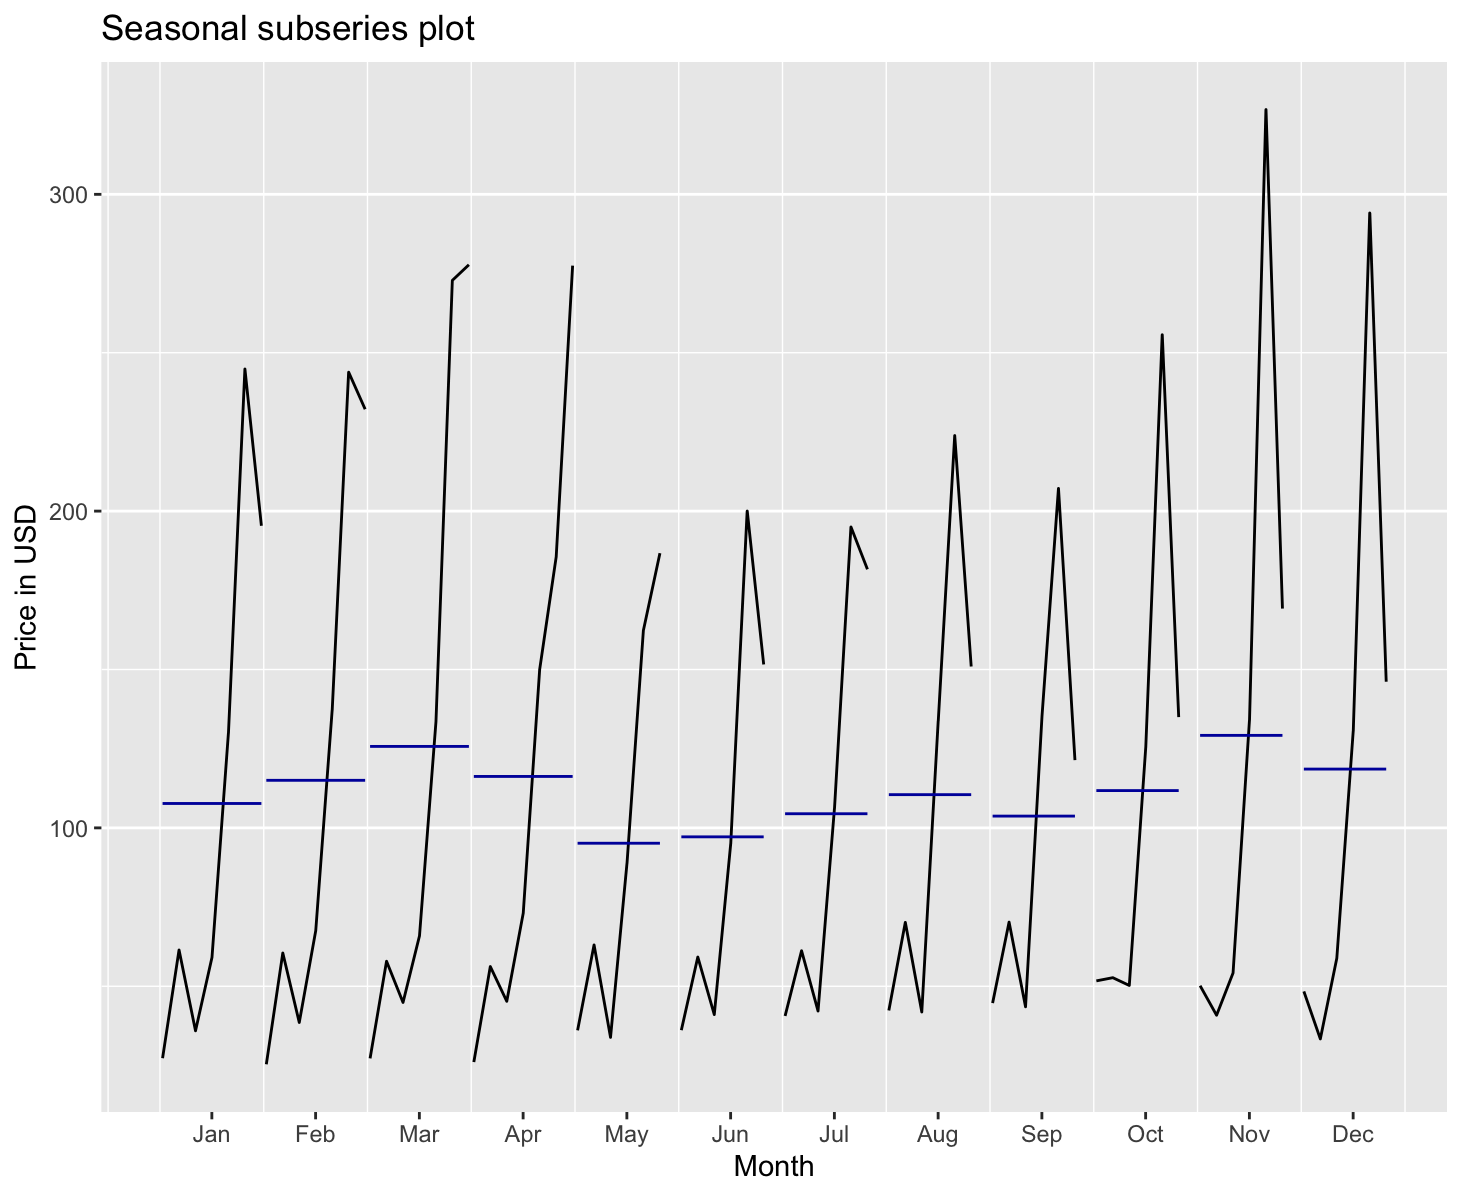 Seasonal subseries plot
300
200
100
Price in USD
Jan Feb Mar Apr May Jun Jul Aug Sep Oct Nov Dec
Month